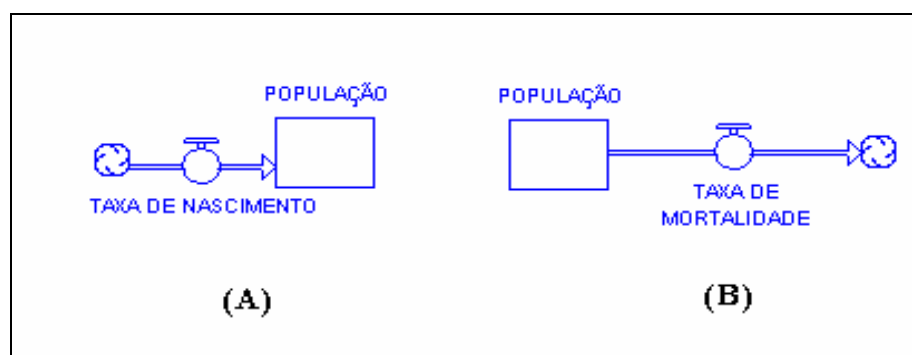 POPULAÇÃO
TAXA DE NASCIMENTO
(A)
POPULAÇÃO
TAXA DE
MORTALIDADE
(B)